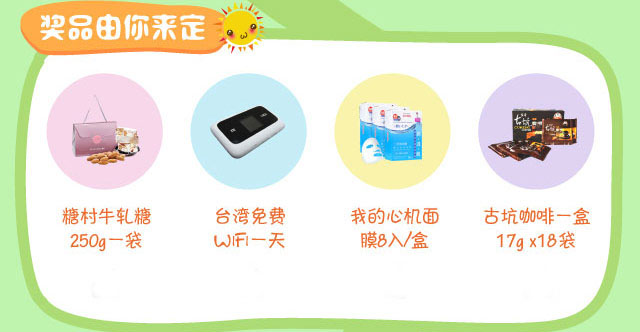 奖品由你来定
糖村牛轧糖
250g一袋
台湾免费
WiFi一天
我的心机面
膜8入/盒
古坑咖啡一盒
17g x18袋